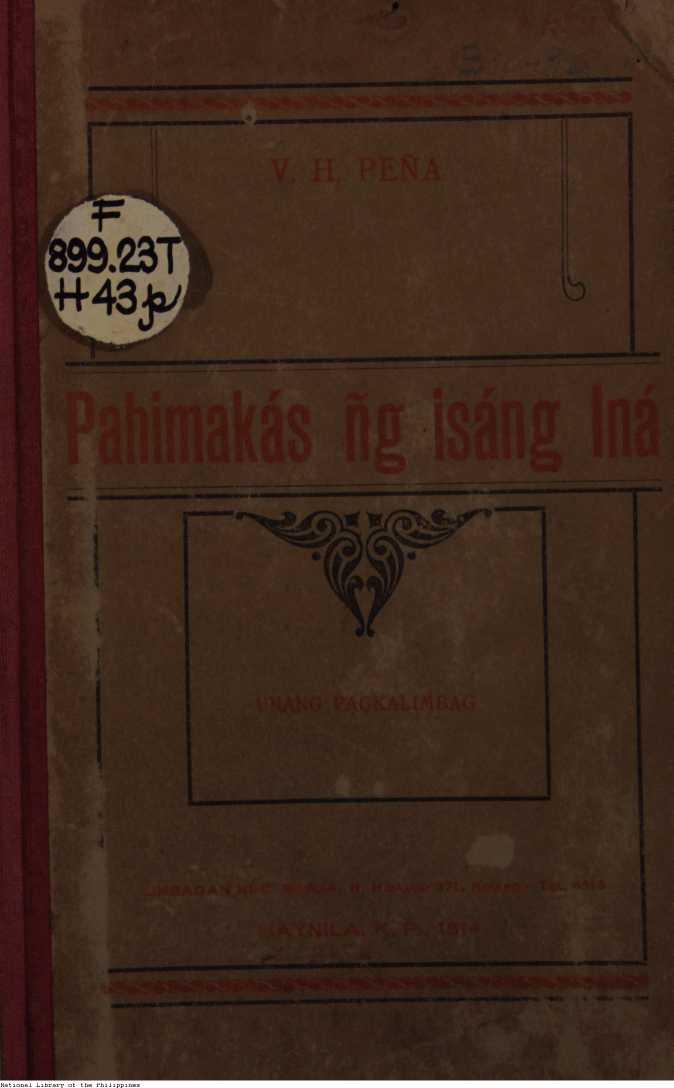 V. H. PEÑA
F
899.23T
H43p
Pahimakás ñg isáng Iná
UNANG PAGKALIMBAG
MAYNILA, K. P., 1914
National Library of the Philippines